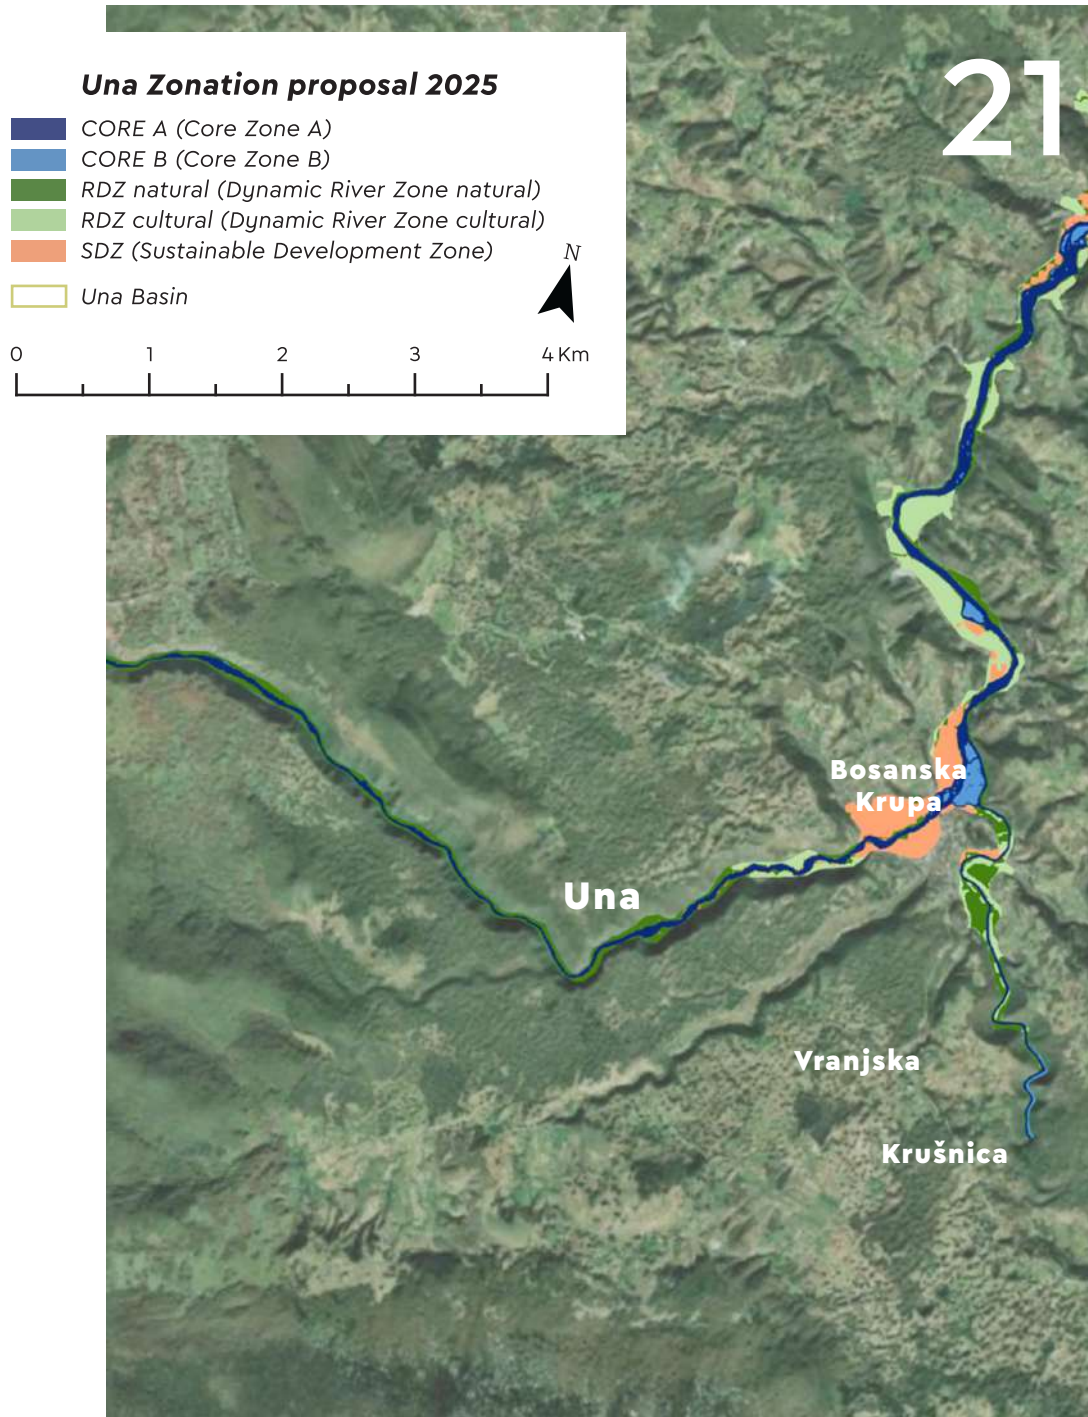 21
Una Zonation proposal 2025
CORE A (Core Zone A)
CORE B (Core Zone B)
RDZ natural (Dynamic River Zone natural)
RDZ cultural (Dynamic River Zone cultural)
SDZ (Sustainable Development Zone)
N
Una Basin
0 1 2 3 4 Km
Bosanska
Krupa
Una
Vranjska
Krušnica